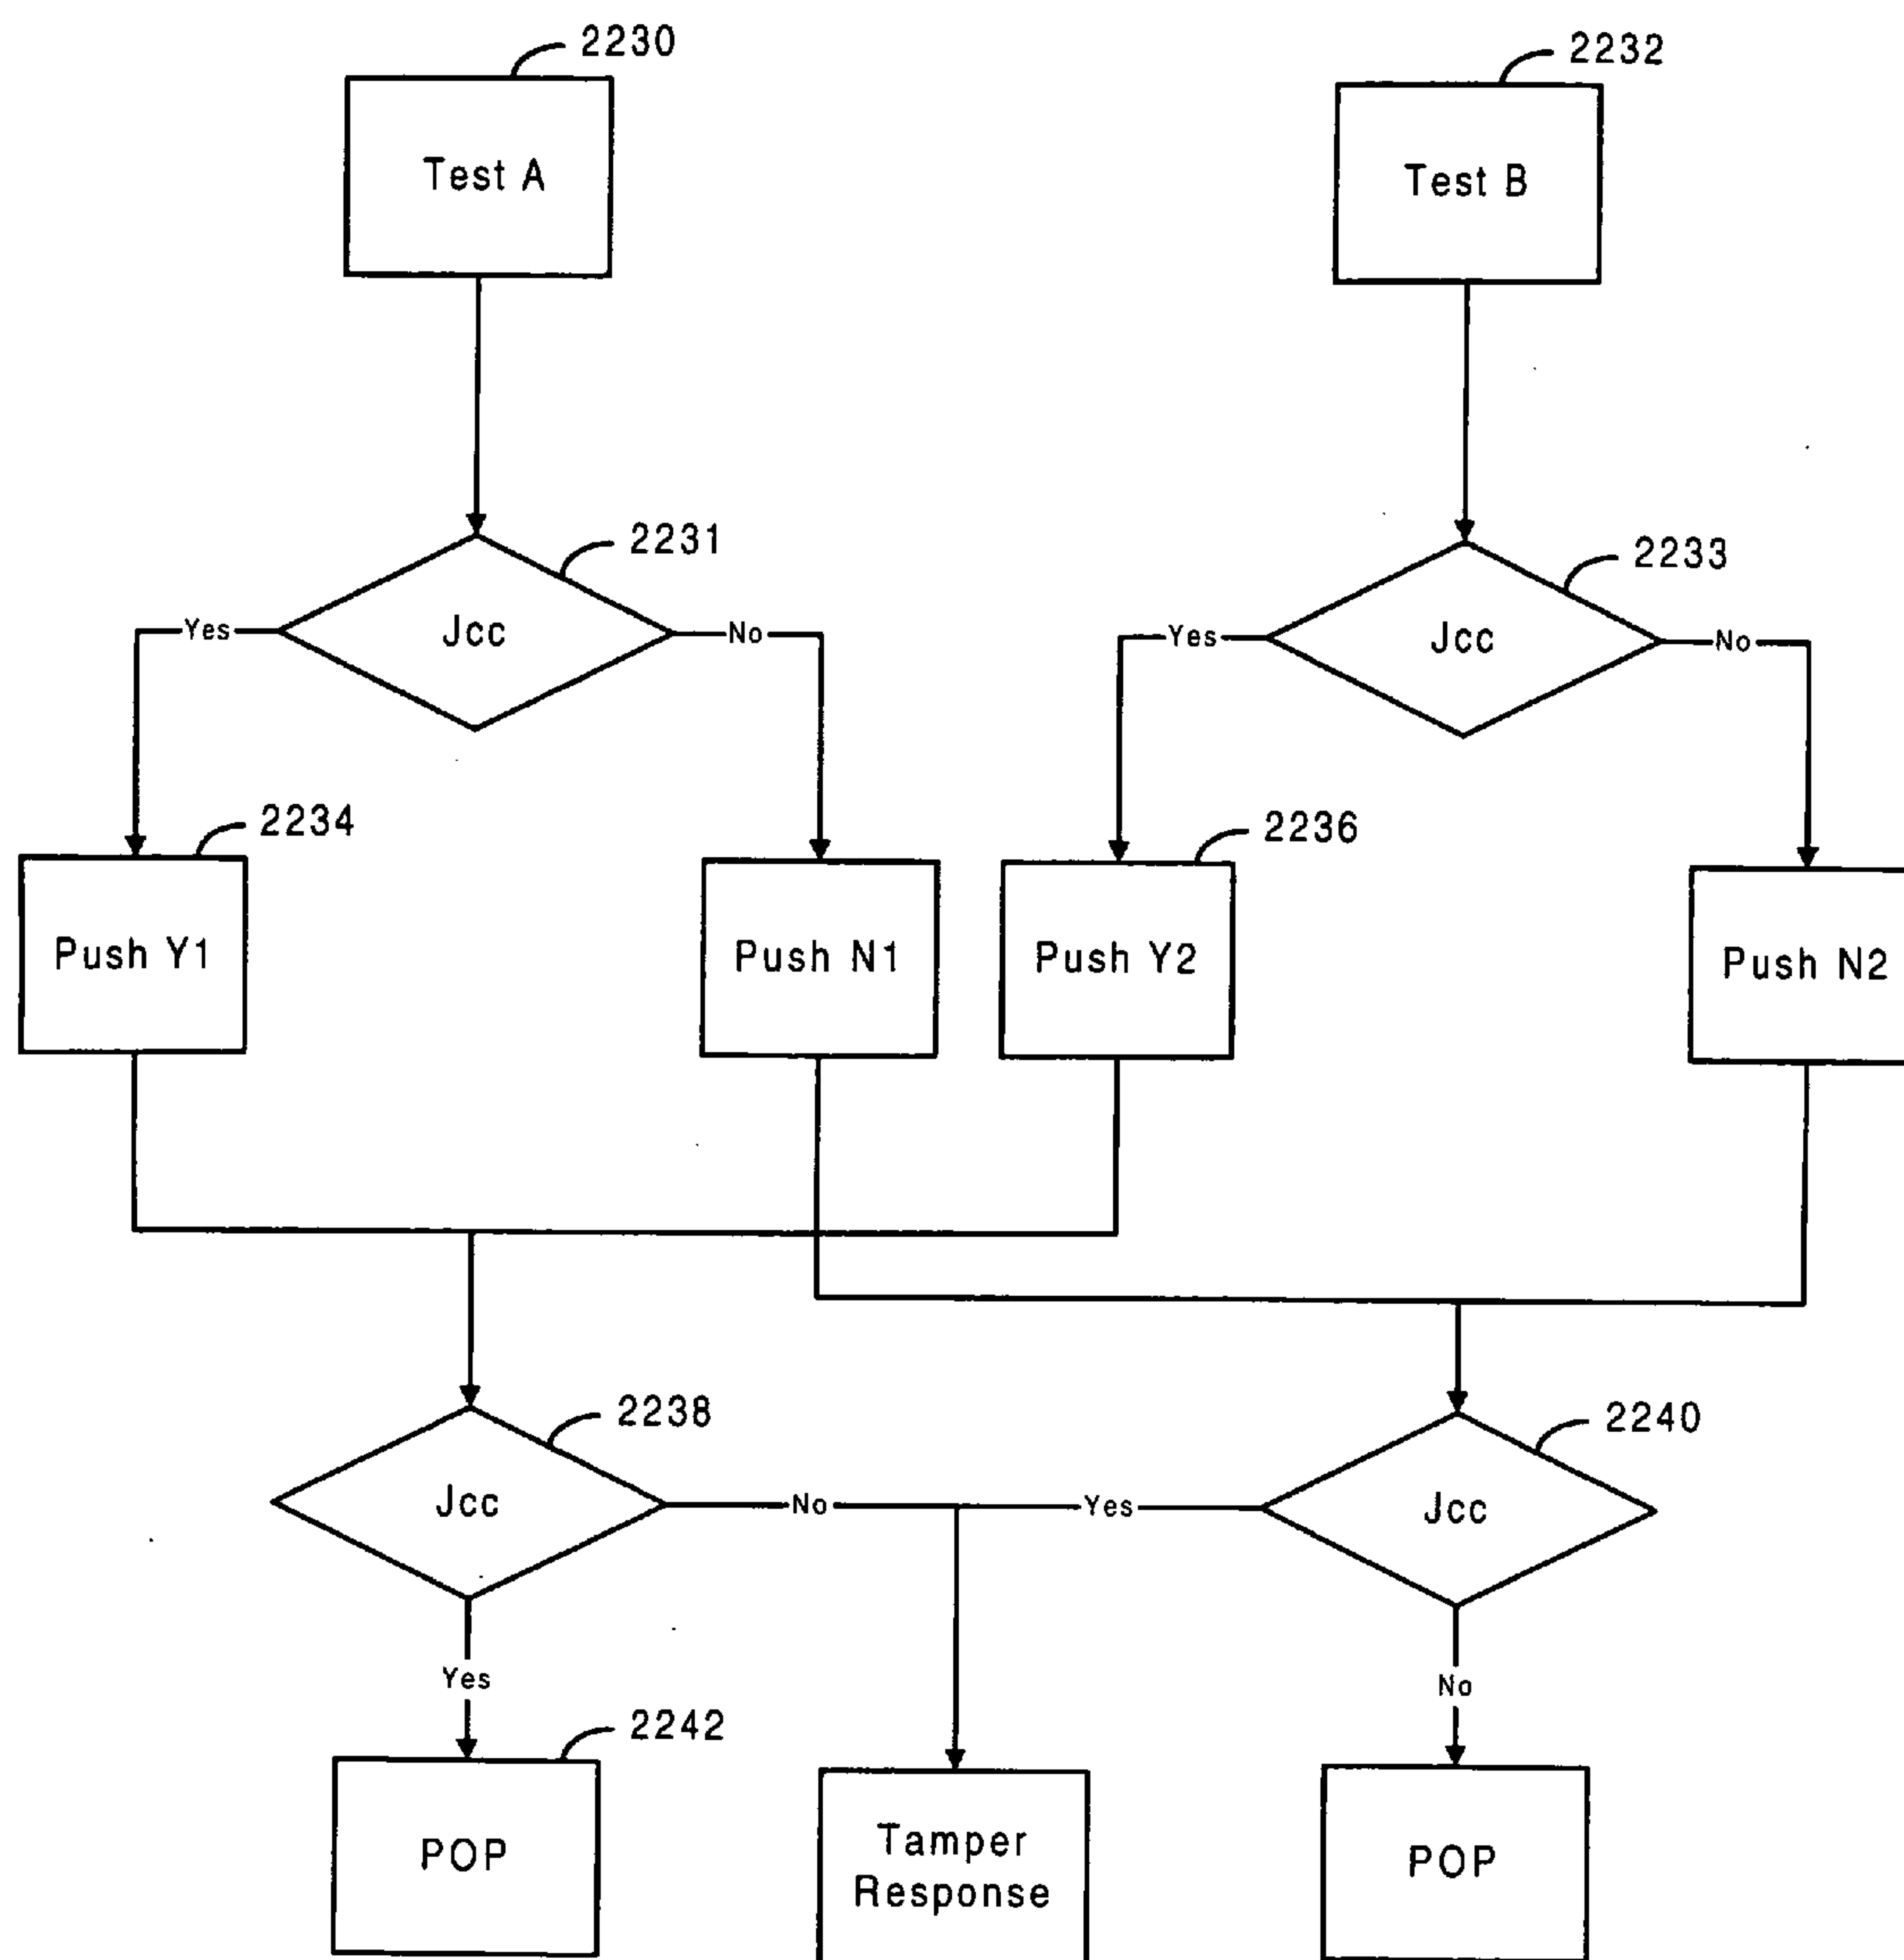 2230
2232
Test A
Test B
2231
2233
Jcc
Jcc
Yes
No
Yes
No
2234
2236
Push Y1
Push N1
Push Y2
Push N2
2238
2240
Jcc
Jcc
No
Yes
Yes
No
2242
POP
Tamper
Response
POP